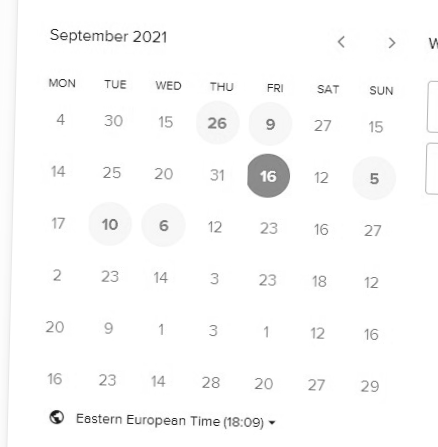 September 2021 < >
MON TUE WED THU FRI SAT SUN
4 30 15 26 9 27 15
14 25 20 31 16 12 5
17 10 6 12 23 16 27
2 23 14 3 23 18 12
20 9 1 3 1 12 16
16 23 14 28 20 27 29
Eastern European Time (18:09)